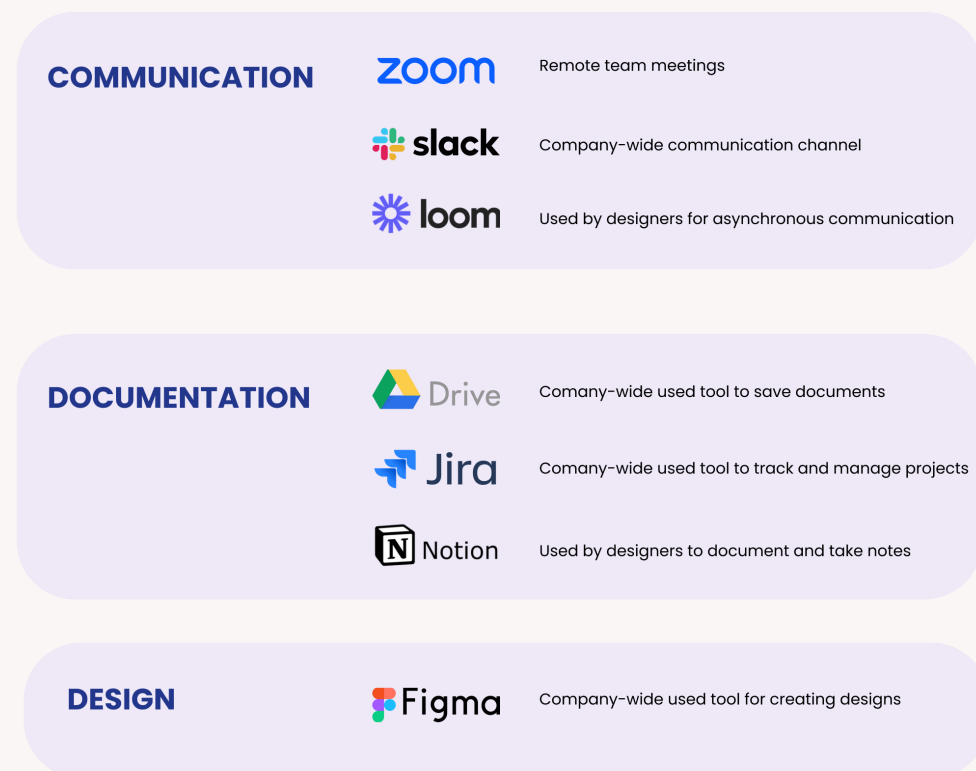 COMMUNICATION
zoom
Remote team meetings
slack
Company-wide communication channel
loom
Used by designers for asynchronous communication
DOCUMENTATION
Drive
Comany-wide used tool to save documents
Jira
Comany-wide used tool to track and manage projects
N Notion
Used by designers to document and take notes
DESIGN
Figma
Company-wide used tool for creating designs